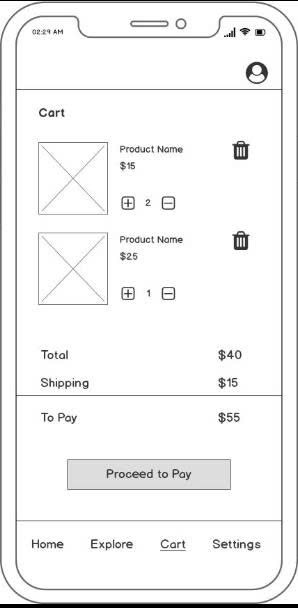 02:29 AM
Cart
Product Name
$15
2
Product Name
$25
1
Total $40
Shipping $15
To Pay $55
Proceed to Pay
Home Explore Cart Settings